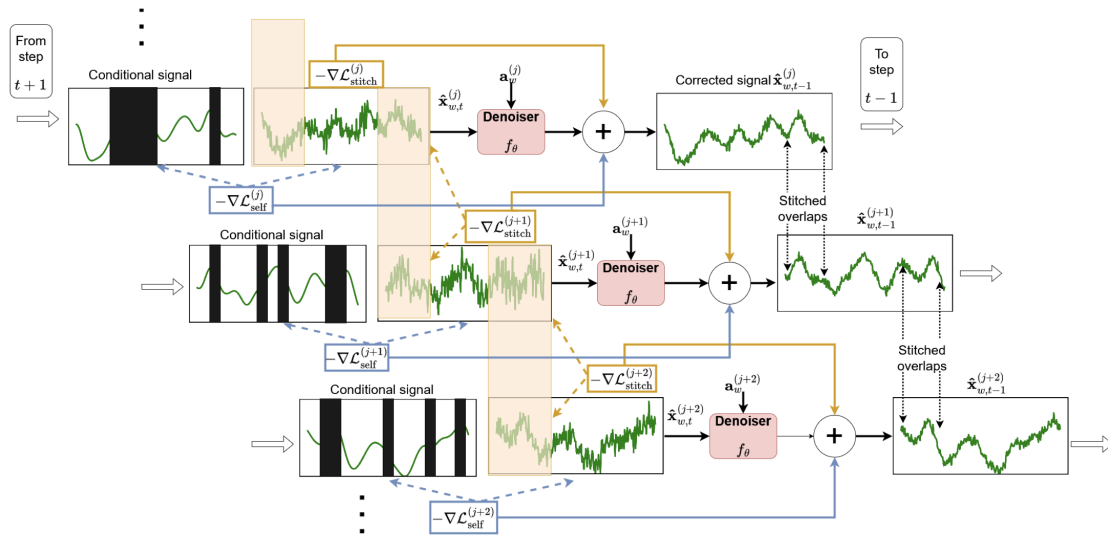 From
step
t + 1
Conditional signal
−∇ℒ_stitch^(j)
x̂_{w,t}^(j)
a_w^(j)
Denoiser
f_θ
+
Corrected signal x̂_{w,t−1}^(j)
To
step
t − 1
−∇ℒ_self^(j)
Stitched
overlaps
Conditional signal
−∇ℒ_stitch^(j+1)
x̂_{w,t}^(j+1)
a_w^(j+1)
Denoiser
f_θ
+
x̂_{w,t−1}^(j+1)
−∇ℒ_self^(j+1)
Stitched
overlaps
Conditional signal
−∇ℒ_stitch^(j+2)
x̂_{w,t}^(j+2)
a_w^(j+2)
Denoiser
f_θ
+
x̂_{w,t−1}^(j+2)
−∇ℒ_self^(j+2)